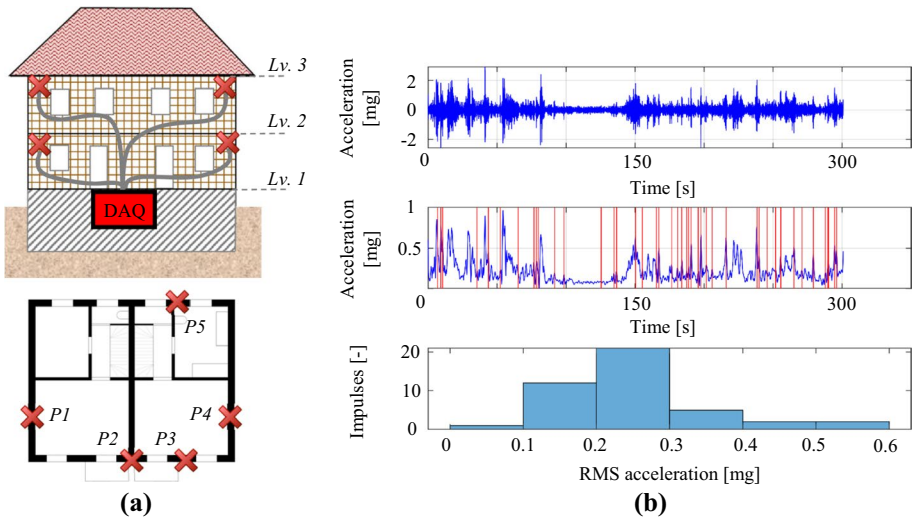 Lv. 3
Lv. 2
Lv. 1
DAQ
P5
P1
P4
P2
P3
(a)
Acceleration
[mg]
2
0
-2
0
150
300
Time [s]
Acceleration
[mg]
1
0.5
0
150
300
Time [s]
Impulses [-]
20
10
0
0
0.1
0.2
0.3
0.4
0.5
0.6
RMS acceleration [mg]
(b)